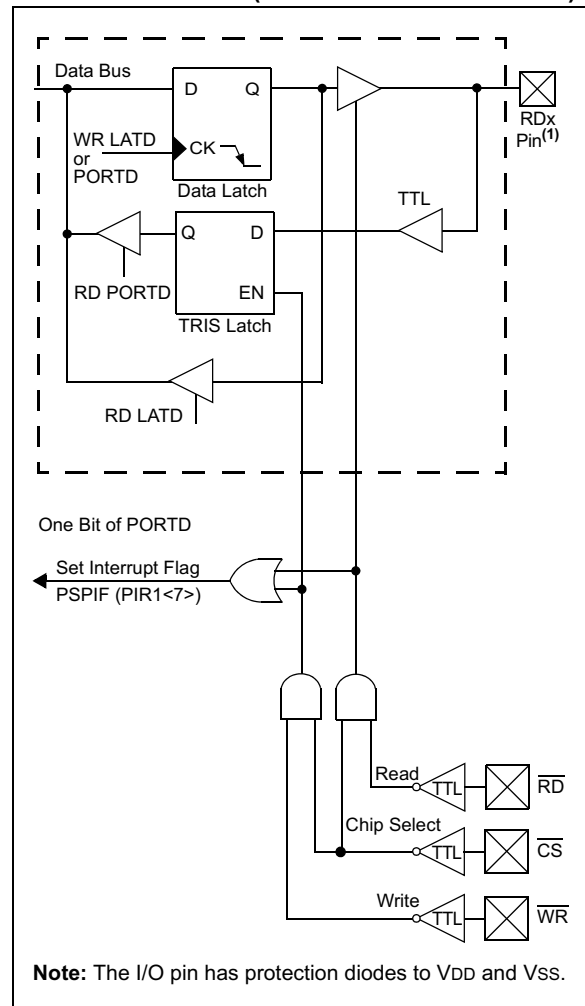 Data Bus
D Q
RDx
Pin(1)
WR LATD
or
PORTD
CK
Data Latch
TTL
Q D
RD PORTD
EN
TRIS Latch
RD LATD
One Bit of PORTD
Set Interrupt Flag
PSPIF (PIR1<7>)
Read
TTL
RD
Chip Select
TTL
CS
Write
TTL
WR
Note: The I/O pin has protection diodes to VDD and VSS.